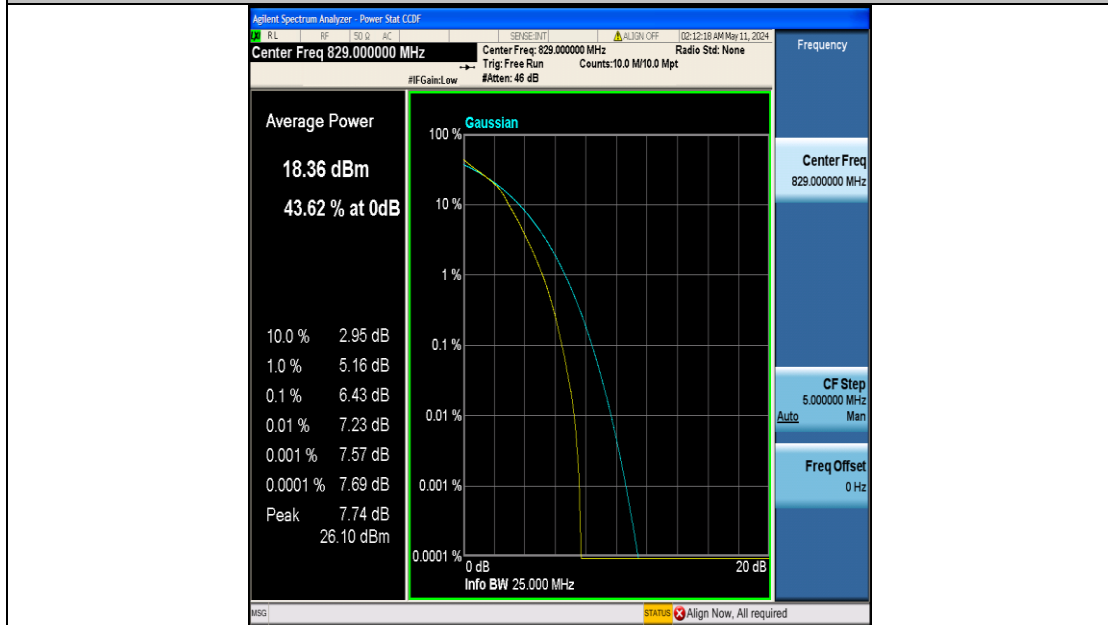 Agilent Spectrum Analyzer - Power Stat CCDF
RL RF 50 Ω AC SENSE:INT ALIGN OFF 02:12:18 AM May 11, 2024
Center Freq 829.000000 MHz
Center Freq: 829.000000 MHz Radio Std: None
Trig: Free Run Counts:10.0 M/10.0 Mpt
#IFGain:Low #Atten: 46 dB
Frequency
Average Power
18.36 dBm
43.62 % at 0dB
10.0 % 2.95 dB
1.0 % 5.16 dB
0.1 % 6.43 dB
0.01 % 7.23 dB
0.001 % 7.57 dB
0.0001 % 7.69 dB
Peak 7.74 dB
26.10 dBm
Gaussian
100 %
10 %
1 %
0.1 %
0.01 %
0.001 %
0.0001 %
0 dB 20 dB
Info BW 25.000 MHz
Center Freq
829.000000 MHz
CF Step
5.000000 MHz
Auto Man
Freq Offset
0 Hz
MSG STATUS Align Now, All required